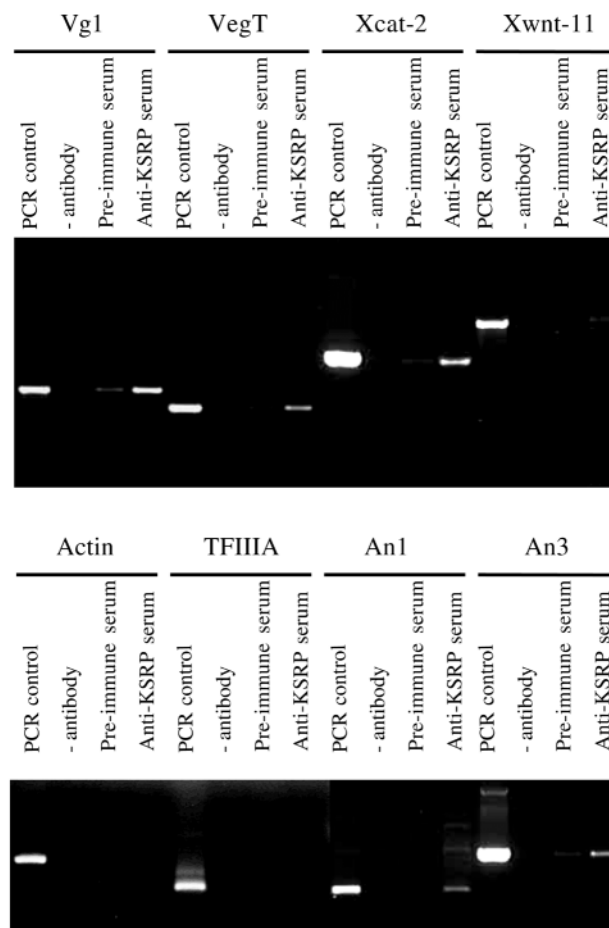 Vg1 VegT Xcat-2 Xwnt-11
PCR control
- antibody
Pre-immune serum
Anti-KSRP serum
PCR control
- antibody
Pre-immune serum
Anti-KSRP serum
PCR control
- antibody
Pre-immune serum
Anti-KSRP serum
PCR control
- antibody
Pre-immune serum
Anti-KSRP serum
Actin TFIIIA An1 An3
PCR control
- antibody
Pre-immune serum
Anti-KSRP serum
PCR control
- antibody
Pre-immune serum
Anti-KSRP serum
PCR control
- antibody
Pre-immune serum
Anti-KSRP serum
PCR control
- antibody
Pre-immune serum
Anti-KSRP serum